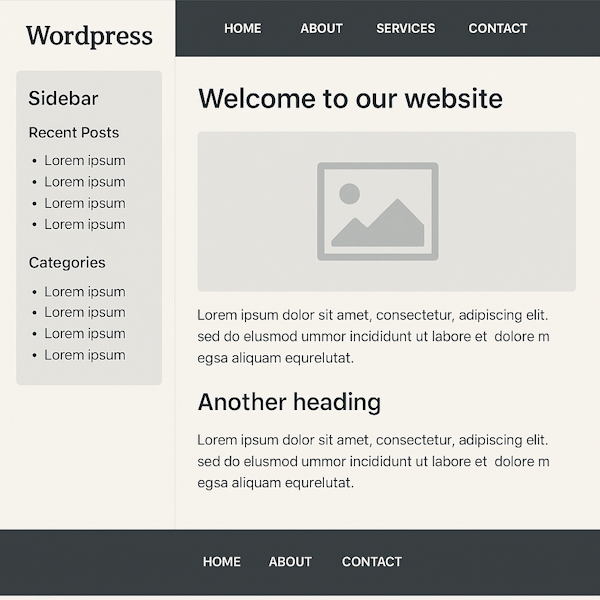 Wordpress
HOME ABOUT SERVICES CONTACT
Sidebar
Recent Posts
• Lorem ipsum
• Lorem ipsum
• Lorem ipsum
• Lorem ipsum
Categories
• Lorem ipsum
• Lorem ipsum
• Lorem ipsum
• Lorem ipsum
Welcome to our website
Lorem ipsum dolor sit amet, consectetur, adipiscing elit.
sed do elusmod ummor incididunt ut labore et dolore m
egsa aliquam equrelutat.
Another heading
Lorem ipsum dolor sit amet, consectetur, adipiscing elit.
sed do elusmod ummor incididunt ut labore et dolore m
egsa aliquam equrelutat.
HOME ABOUT CONTACT